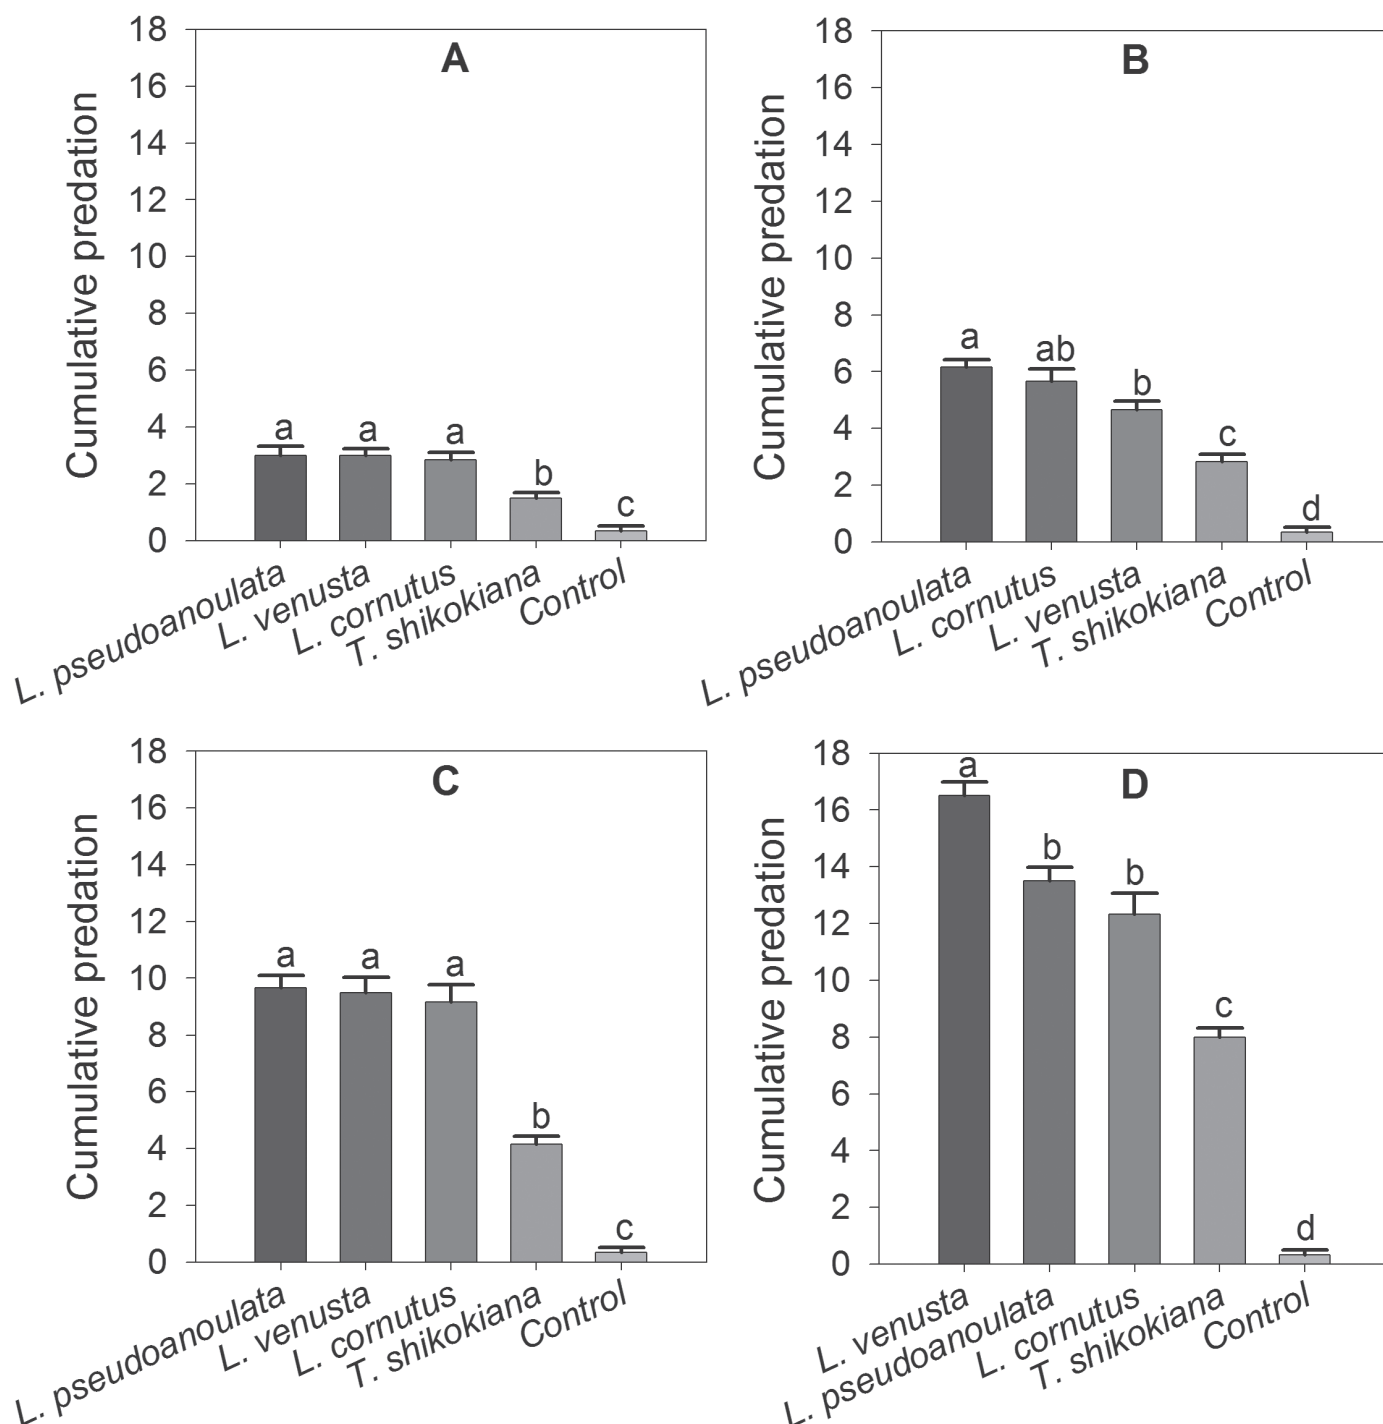 A
Cumulative predation
18
16
14
12
10
8
6
4
2
0
a
a
a
b
c
L. pseudoanoulata
L. venusta
L. cornutus
T. shikokiana
Control
B
Cumulative predation
18
16
14
12
10
8
6
4
2
0
a
ab
b
c
d
L. pseudoanoulata
L. cornutus
L. venusta
T. shikokiana
Control
C
Cumulative predation
18
16
14
12
10
8
6
4
2
0
a
a
a
b
c
L. pseudoanoulata
L. venusta
L. cornutus
T. shikokiana
Control
D
Cumulative predation
18
16
14
12
10
8
6
4
2
0
a
b
b
c
d
L. venusta
L. pseudoanoulata
L. cornutus
T. shikokiana
Control